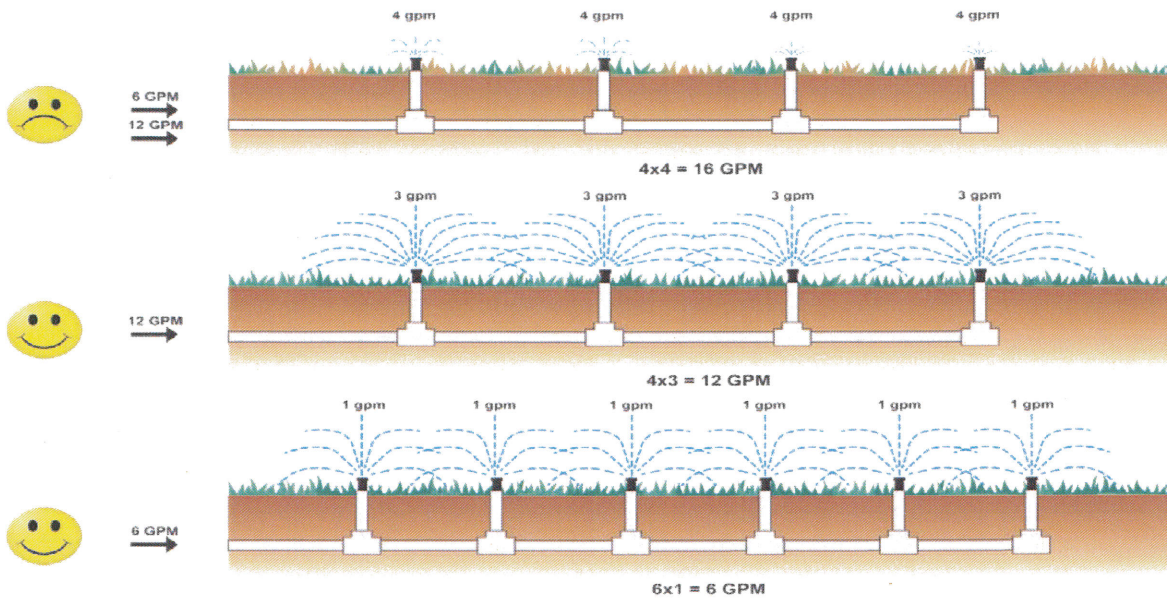 4 gpm 4 gpm 4 gpm 4 gpm
6 GPM
12 GPM
4x4 = 16 GPM
3 gpm 3 gpm 3 gpm 3 gpm
12 GPM
4x3 = 12 GPM
1 gpm 1 gpm 1 gpm 1 gpm 1 gpm 1 gpm
6 GPM
6x1 = 6 GPM